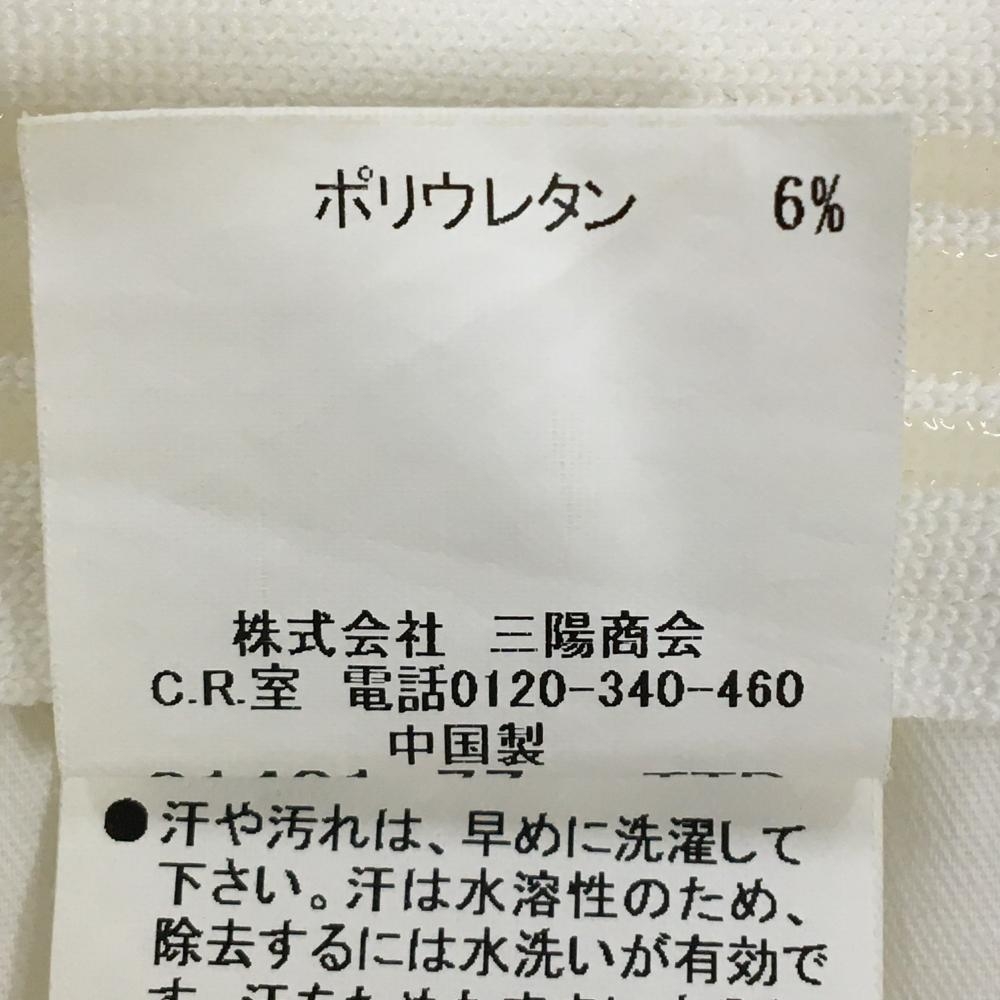 ポリウレタン 6%
株式会社 三陽商会
C.R.室 電話0120-340-460
中国製
●汗や汚れは、早めに洗濯して
下さい。汗は水溶性のため、
除去するには水洗いが有効で